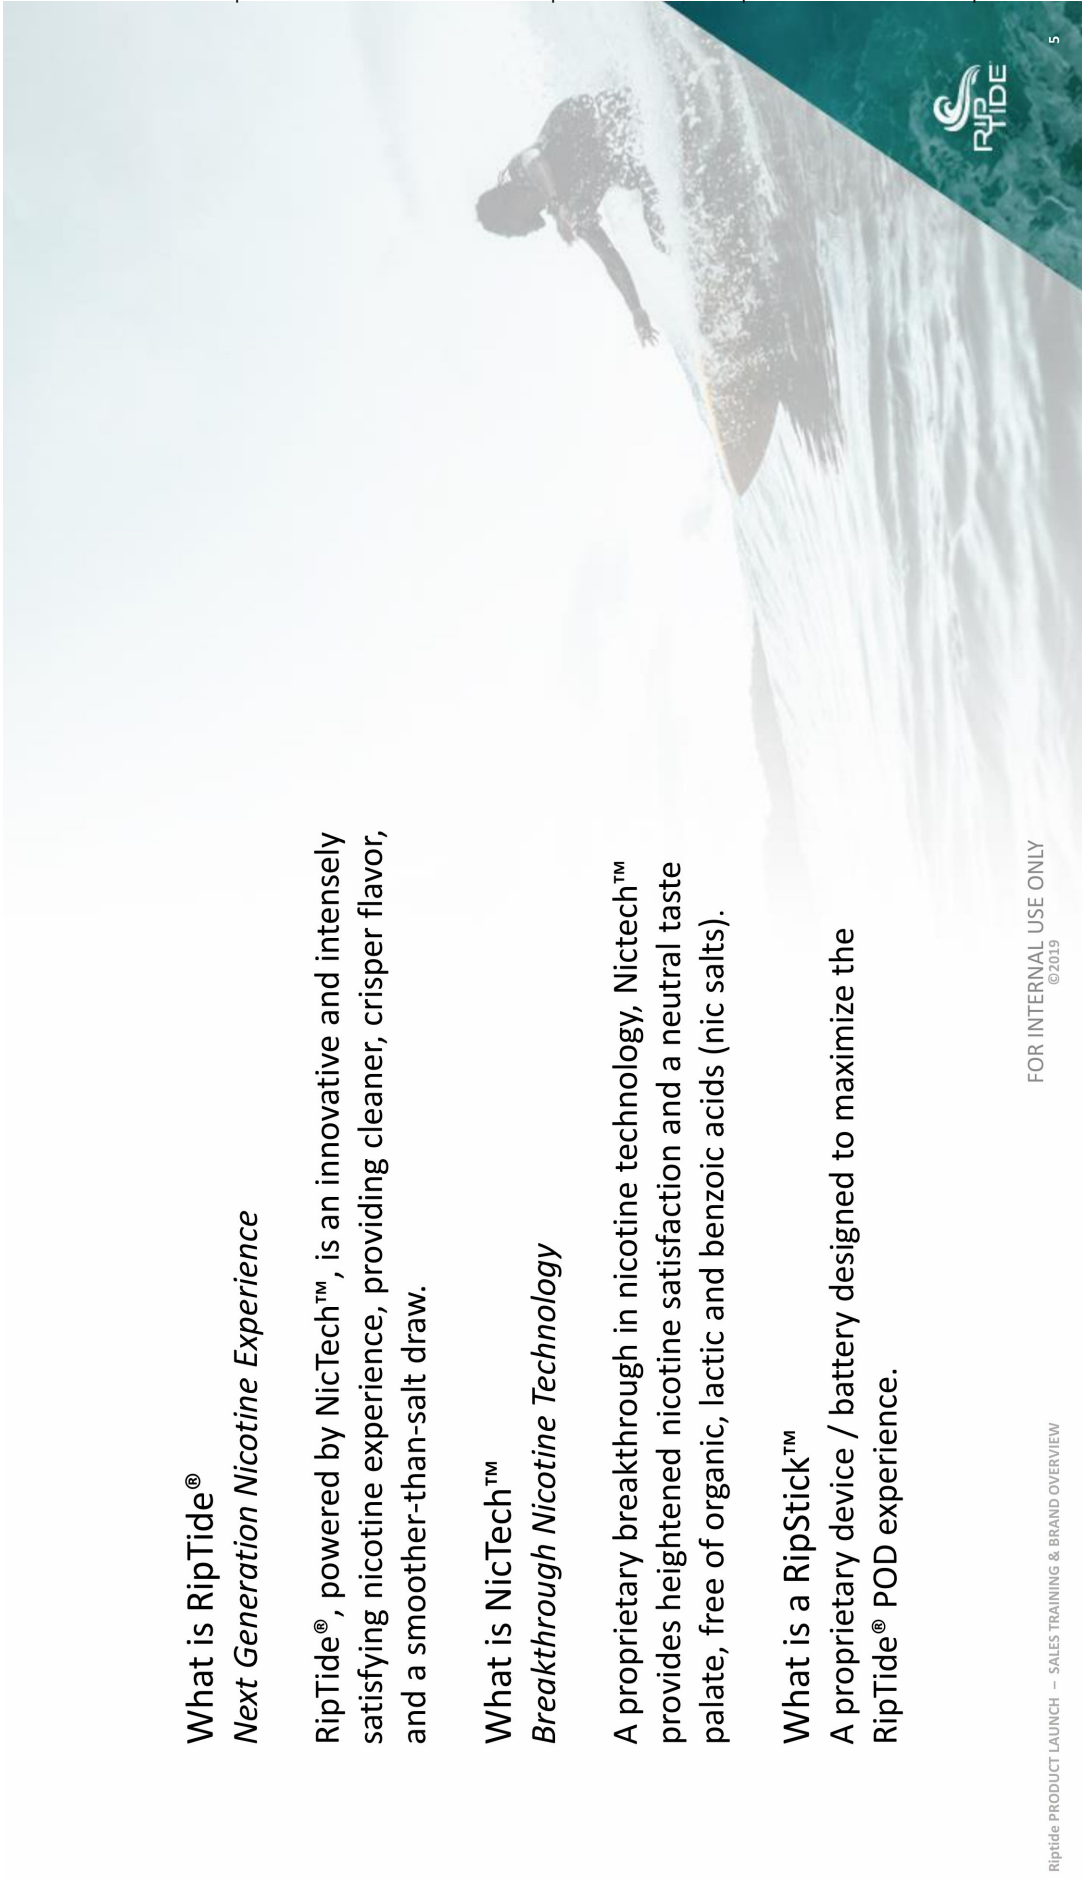 What is RipTide®
Next Generation Nicotine Experience
RipTide®, powered by NicTech™, is an innovative and intensely
satisfying nicotine experience, providing cleaner, crisper flavor,
and a smoother-than-salt draw.
What is NicTech™
Breakthrough Nicotine Technology
A proprietary breakthrough in nicotine technology, Nictech™
provides heightened nicotine satisfaction and a neutral taste
palate, free of organic, lactic and benzoic acids (nic salts).
What is a RipStick™
A proprietary device / battery designed to maximize the
RipTide® POD experience.
RIP
TIDE
FOR INTERNAL USE ONLY
Riptide PRODUCT LAUNCH – SALES TRAINING & BRAND OVERVIEW
©2019
5